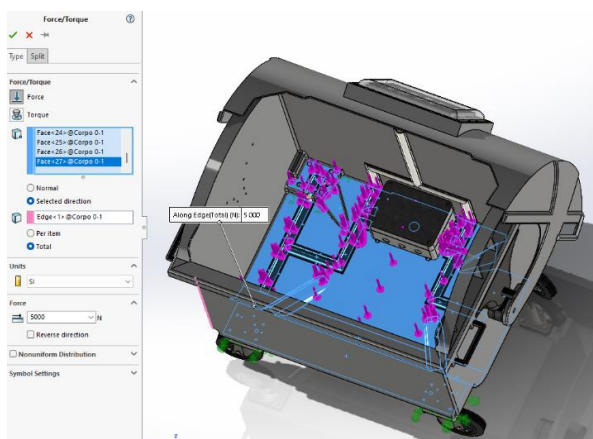 Force/Torque
Type
Split
Force/Torque
Force
Torque
Face<24>@Corpo 0-1
Face<25>@Corpo 0-1
Face<26>@Corpo 0-1
Face<27>@Corpo 0-1
Normal
Selected direction
Edge<1>@Corpo 0-1
Per item
Total
Units
SI
Force
5000
N
Reverse direction
Nonuniform Distribution
Symbol Settings
Along Edge(Total) (N): 5 000
z